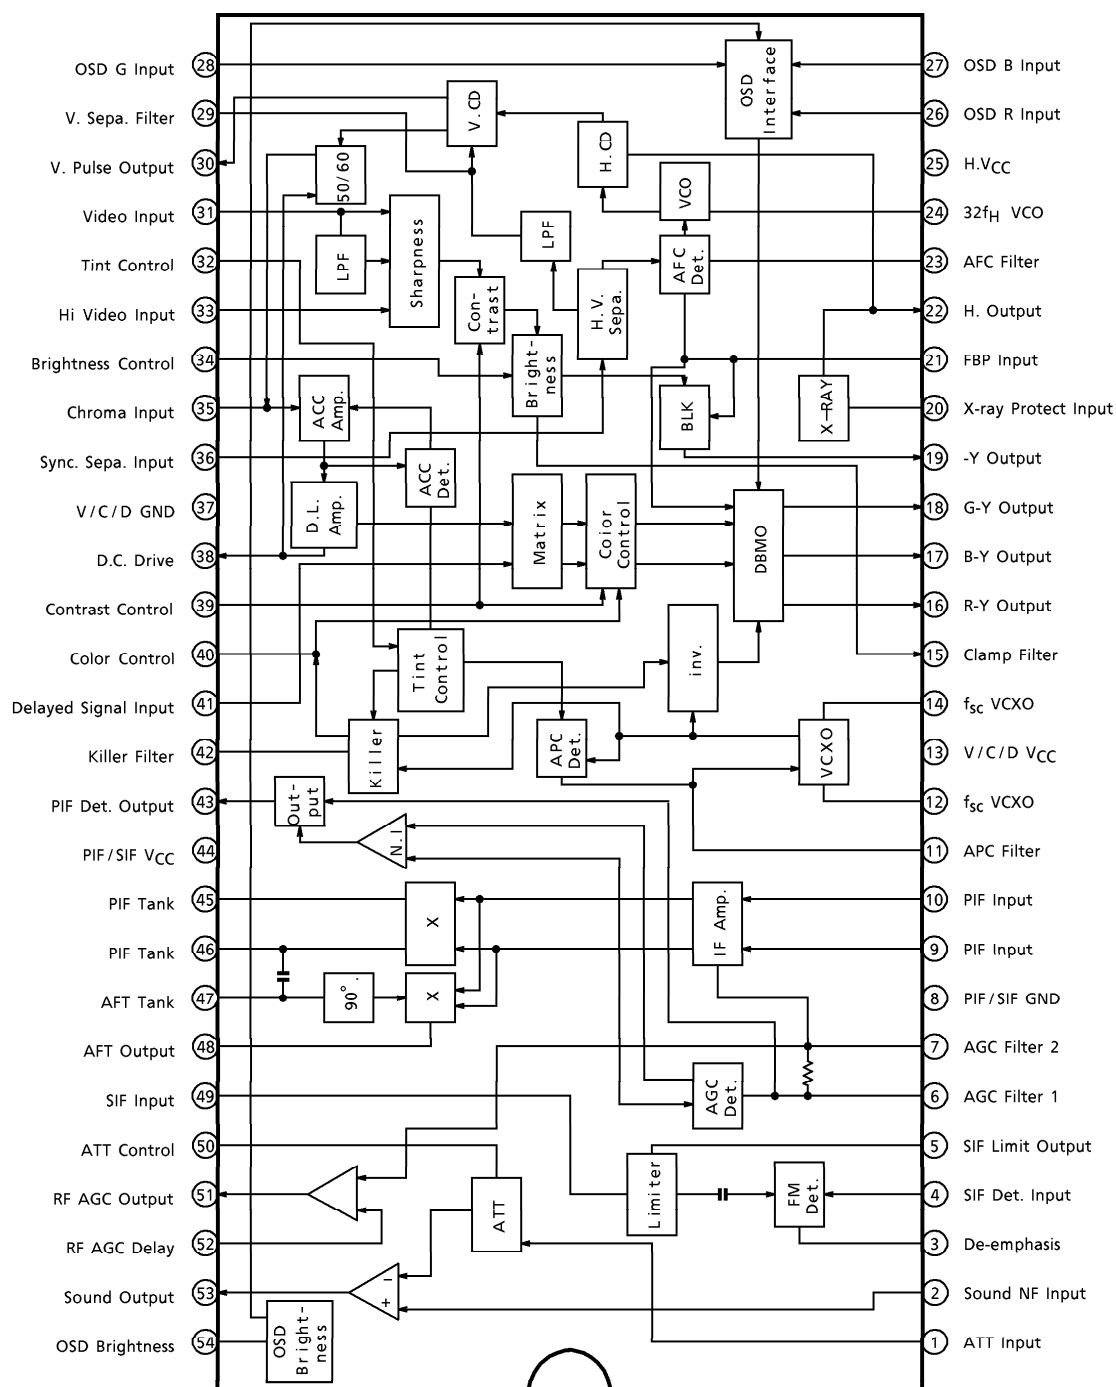 OSD G Input 28
V. Sepa. Filter 29
V. Pulse Output 30
Video Input 31
Tint Control 32
Hi Video Input 33
Brightness Control 34
Chroma Input 35
Sync. Sepa. Input 36
V/C/D GND 37
D.C. Drive 38
Contrast Control 39
Color Control 40
Delayed Signal Input 41
Killer Filter 42
PIF Det. Output 43
PIF/SIF VCC 44
PIF Tank 45
PIF Tank 46
AFT Tank 47
AFT Output 48
SIF Input 49
ATT Control 50
RF AGC Output 51
RF AGC Delay 52
Sound Output 53
OSD Brightness 54
OSD
Interface
V.CD
H.CD
50/60
VCO
LPF
LPF
Sharpness
AFC
Det.
Con-
trast
H.V.
Sepa.
Bright-
ness
ACC
Amp.
BLK
X-RAY
ACC
Det.
D.L.
Amp.
Matrix
Coior
Control
DBMO
Tint
Control
inv.
Killer
APC
Det.
VCXO
Out-
put
N.I
X
IF Amp.
90°.
X
AGC
Det.
Limiter
FM
Det.
ATT
−
+
OSD
Bright-
ness
27 OSD B Input
26 OSD R Input
25 H.VCC
24 32fH VCO
23 AFC Filter
22 H. Output
21 FBP Input
20 X-ray Protect Input
19 -Y Output
18 G-Y Output
17 B-Y Output
16 R-Y Output
15 Clamp Filter
14 fsc VCXO
13 V/C/D VCC
12 fsc VCXO
11 APC Filter
10 PIF Input
9 PIF Input
8 PIF/SIF GND
7 AGC Filter 2
6 AGC Filter 1
5 SIF Limit Output
4 SIF Det. Input
3 De-emphasis
2 Sound NF Input
1 ATT Input